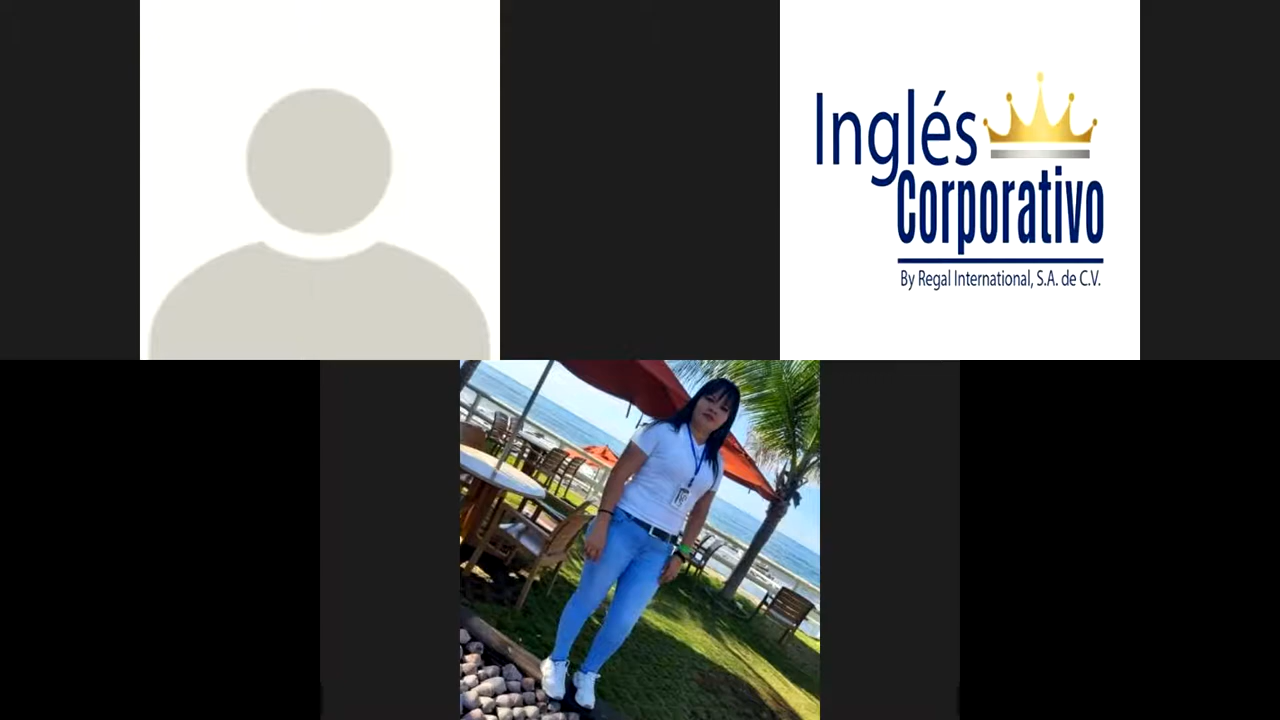 Inglés
Corporativo
By Regal International, S.A. de C.V.